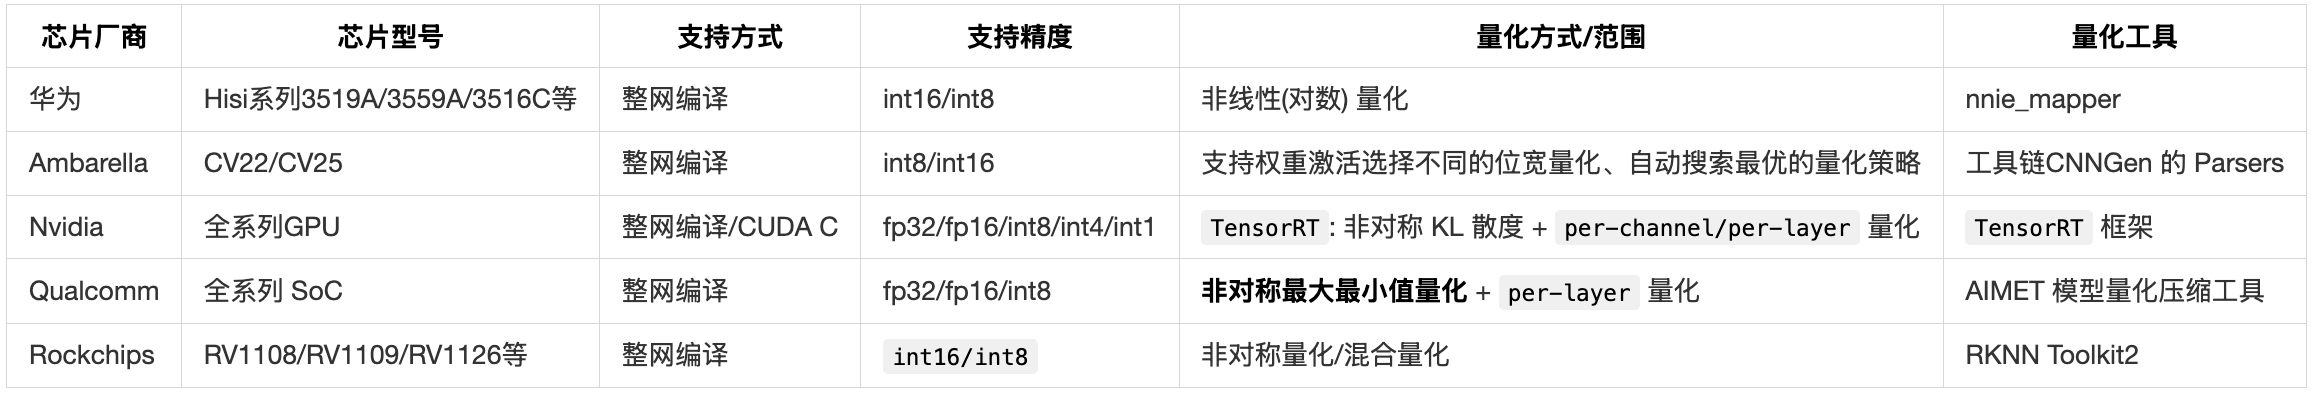 芯片厂商 芯片型号 支持方式 支持精度 量化方式/范围 量化工具
华为 Hisi系列3519A/3559A/3516C等 整网编译 int16/int8 非线性(对数) 量化 nnie_mapper
Ambarella CV22/CV25 整网编译 int8/int16 支持权重激活选择不同的位宽量化、自动搜索最优的量化策略 工具链CNNGen 的 Parsers
Nvidia 全系列GPU 整网编译/CUDA C fp32/fp16/int8/int4/int1 TensorRT: 非对称 KL 散度 + per-channel/per-layer 量化 TensorRT 框架
Qualcomm 全系列 SoC 整网编译 fp32/fp16/int8 非对称最大最小值量化 + per-layer 量化 AIMET 模型量化压缩工具
Rockchips RV1108/RV1109/RV1126等 整网编译 int16/int8 非对称量化/混合量化 RKNN Toolkit2